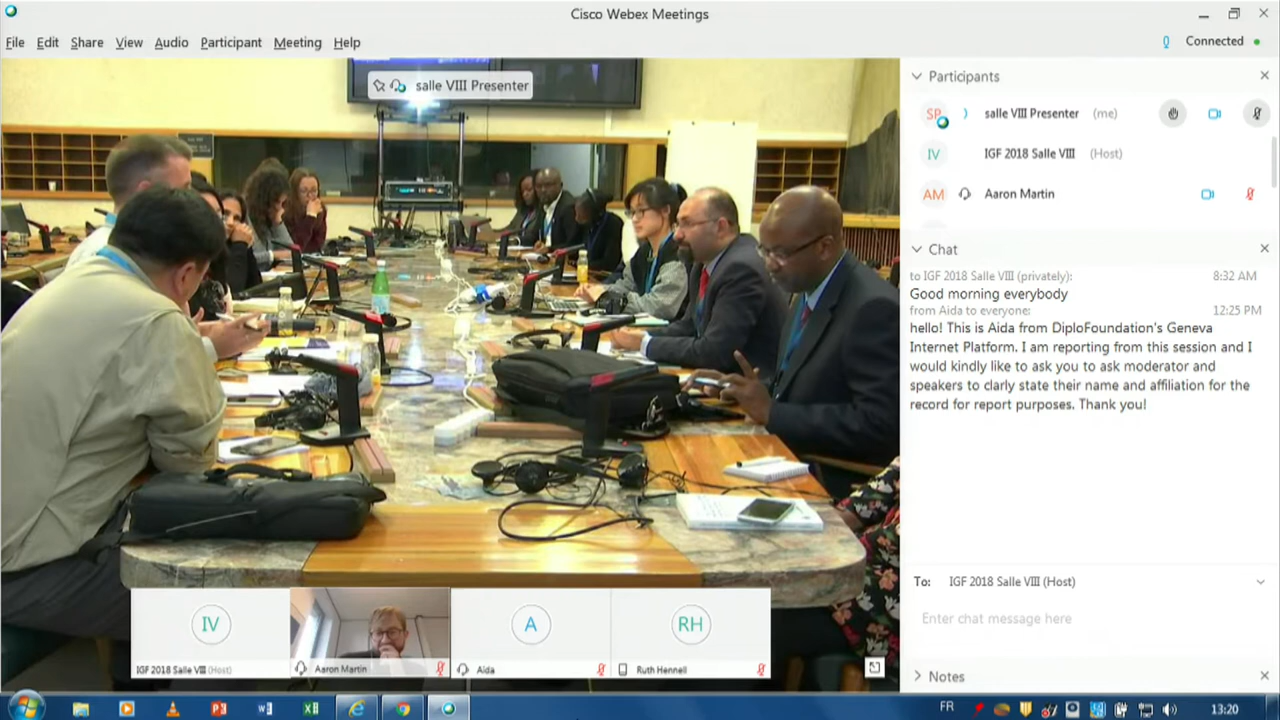 Cisco Webex Meetings
File Edit Share View Audio Participant Meeting Help
Connected
salle VIII Presenter
Participants
SP salle VIII Presenter (me)
IV IGF 2018 Salle VIII (Host)
AM Aaron Martin
Chat
to IGF 2018 Salle VIII (privately): 8:32 AM
Good morning everybody
from Aida to everyone: 12:25 PM
hello! This is Aida from DiploFoundation's Geneva
Internet Platform. I am reporting from this session and I
would kindly like to ask you to ask moderator and
speakers to clarly state their name and affiliation for the
record for report purposes. Thank you!
To: IGF 2018 Salle VIII (Host)
Enter chat message here
Notes
IV
IGF 2018 Salle VIII (Host)
Aaron Martin
A
Aida
RH
Ruth Hennell
FR
13:20